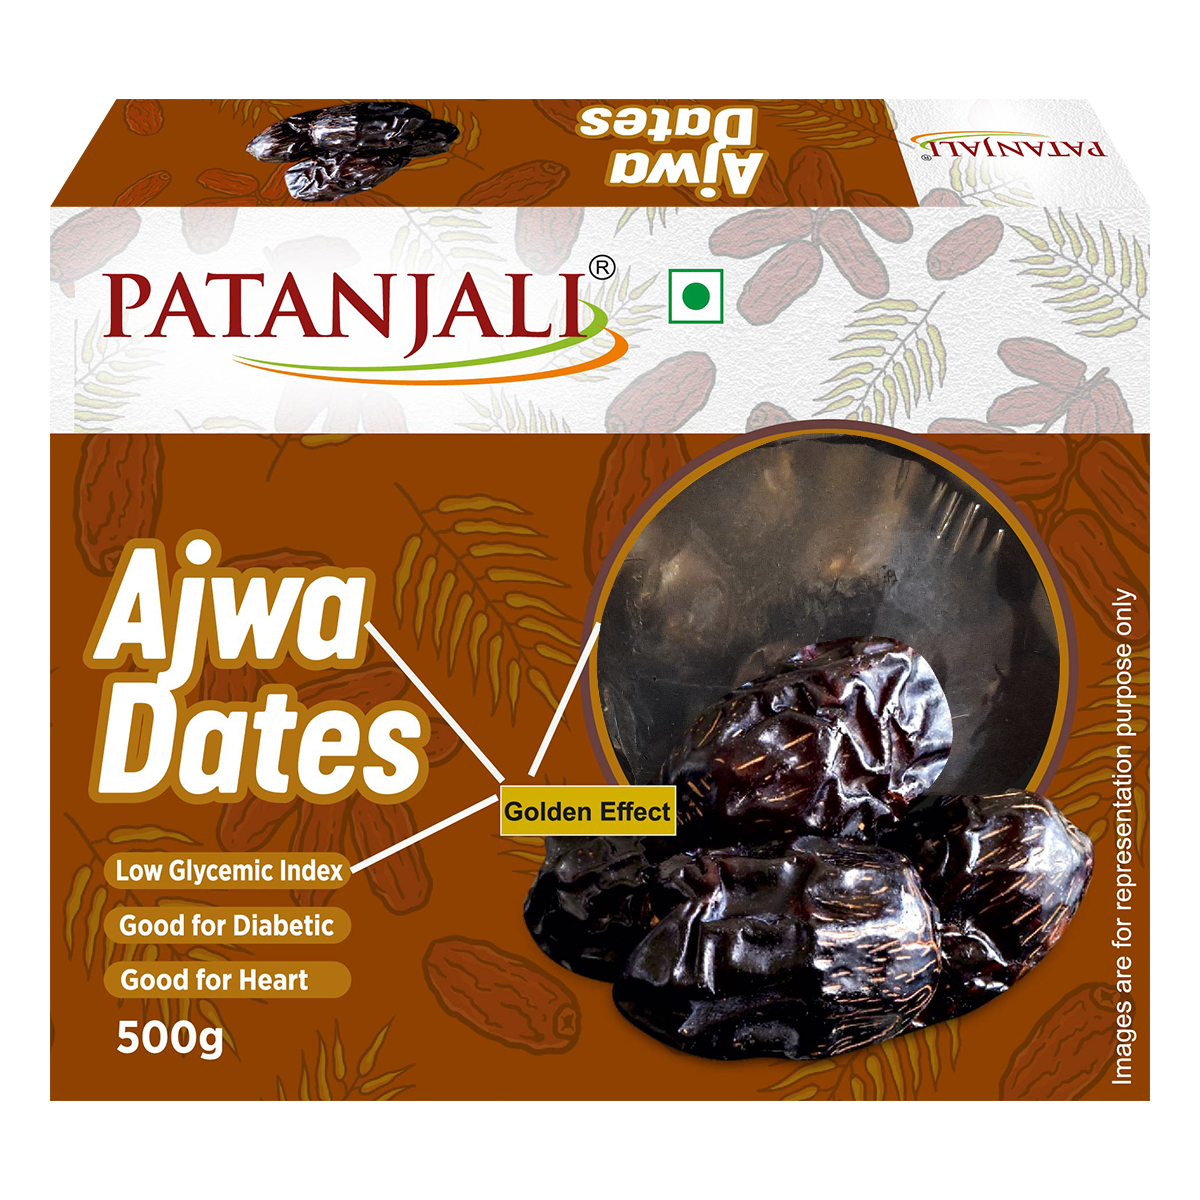 Ajwa
Dates
PATANJALI®
PATANJALI®
Ajwa
Dates
Golden Effect
Low Glycemic Index
Good for Diabetic
Good for Heart
500g
Images are for representation purpose only